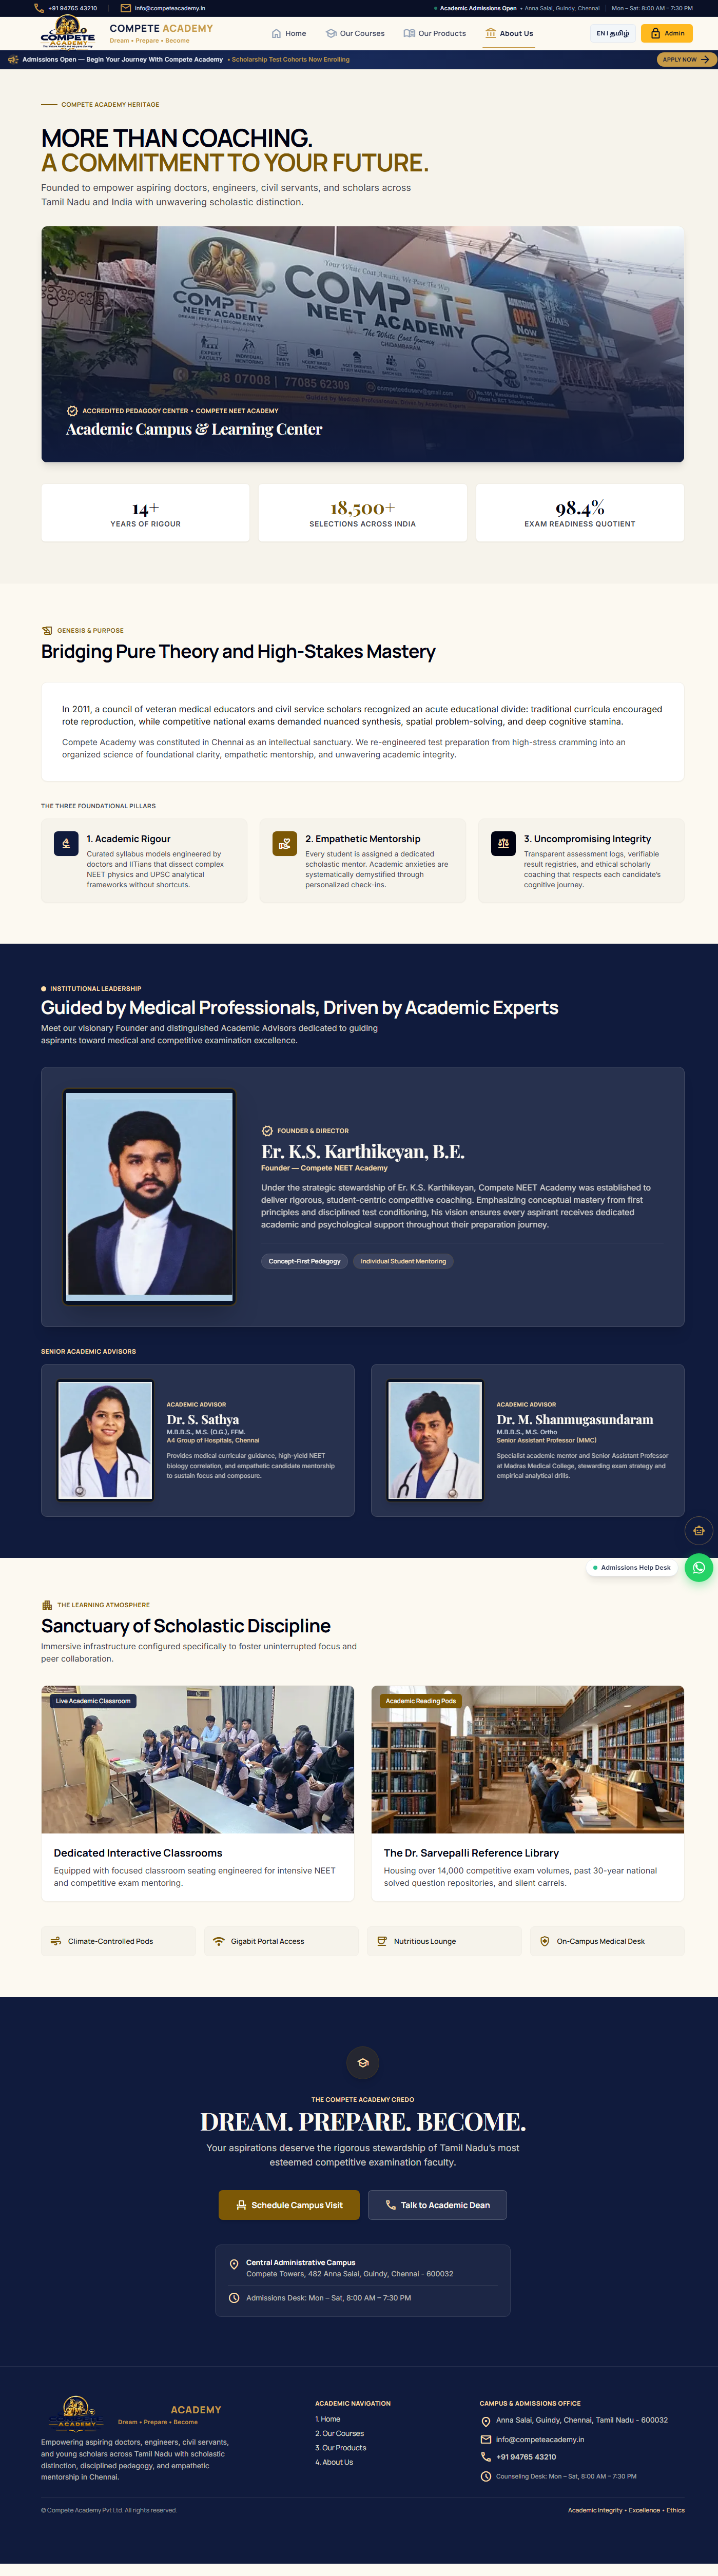 +91 94765 43210
info@competeacademy.in
Academic Admissions Open • Anna Salai, Guindy, Chennai
Mon – Sat: 8:00 AM – 7:30 PM
COMPETE
ACADEMY
COMPETE ACADEMY
Dream • Prepare • Become
Home
Our Courses
Our Products
About Us
EN | தமிழ்
Admin
Admissions Open — Begin Your Journey With Compete Academy • Scholarship Test Cohorts Now Enrolling
APPLY NOW
COMPETE ACADEMY HERITAGE
MORE THAN COACHING.
A COMMITMENT TO YOUR FUTURE.
Founded to empower aspiring doctors, engineers, civil servants, and scholars across
Tamil Nadu and India with unwavering scholastic distinction.
Your White Coat Awaits, We Pave The Way
COMPETE
NEET ACADEMY
The White Coat Journey
CHIDAMBARAM
COMPETE
NEET ACADEMY
ADMISSION
OPEN
Now
77085 62309
ACCREDITED PEDAGOGY CENTER • COMPETE NEET ACADEMY
Academic Campus & Learning Center
14+
YEARS OF RIGOUR
18,500+
SELECTIONS ACROSS INDIA
98.4%
EXAM READINESS QUOTIENT
GENESIS & PURPOSE
Bridging Pure Theory and High-Stakes Mastery
In 2011, a council of veteran medical educators and civil service scholars recognized an acute educational divide: traditional curricula encouraged
rote reproduction, while competitive national exams demanded nuanced synthesis, spatial problem-solving, and deep cognitive stamina.
Compete Academy was constituted in Chennai as an intellectual sanctuary. We re-engineered test preparation from high-stress cramming into an
organized science of foundational clarity, empathetic mentorship, and unwavering academic integrity.
THE THREE FOUNDATIONAL PILLARS
1. Academic Rigour
Curated syllabus models engineered by
doctors and IITians that dissect complex
NEET physics and UPSC analytical
frameworks without shortcuts.
2. Empathetic Mentorship
Every student is assigned a dedicated
scholastic mentor. Academic anxieties are
systematically demystified through
personalized check-ins.
3. Uncompromising Integrity
Transparent assessment logs, verifiable
result registries, and ethical scholarly
coaching that respects each candidate's
cognitive journey.
INSTITUTIONAL LEADERSHIP
Guided by Medical Professionals, Driven by Academic Experts
Meet our visionary Founder and distinguished Academic Advisors dedicated to guiding
aspirants toward medical and competitive examination excellence.
FOUNDER & DIRECTOR
Er. K.S. Karthikeyan, B.E.
Founder — Compete NEET Academy
Under the strategic stewardship of Er. K.S. Karthikeyan, Compete NEET Academy was established to
deliver rigorous, student-centric competitive coaching. Emphasizing conceptual mastery from first
principles and disciplined test conditioning, his vision ensures every aspirant receives dedicated
academic and psychological support throughout their preparation journey.
Concept-First Pedagogy
Individual Student Mentoring
SENIOR ACADEMIC ADVISORS
ACADEMIC ADVISOR
Dr. S. Sathya
M.B.B.S., M.S. (O.G.), FFM.
A4 Group of Hospitals, Chennai
Provides medical curricular guidance, high-yield NEET
biology correlation, and empathetic candidate mentorship
to sustain focus and composure.
ACADEMIC ADVISOR
Dr. M. Shanmugasundaram
M.B.B.S., M.S. Ortho
Senior Assistant Professor (MMC)
Specialist academic mentor and Senior Assistant Professor
at Madras Medical College, stewarding exam strategy and
empirical analytical drills.
Admissions Help Desk
THE LEARNING ATMOSPHERE
Sanctuary of Scholastic Discipline
Immersive infrastructure configured specifically to foster uninterrupted focus and
peer collaboration.
Live Academic Classroom
Academic Reading Pods
Dedicated Interactive Classrooms
Equipped with focused classroom seating engineered for intensive NEET
and competitive exam mentoring.
The Dr. Sarvepalli Reference Library
Housing over 14,000 competitive exam volumes, past 30-year national
solved question repositories, and silent carrels.
Climate-Controlled Pods
Gigabit Portal Access
Nutritious Lounge
On-Campus Medical Desk
THE COMPETE ACADEMY CREDO
DREAM. PREPARE. BECOME.
Your aspirations deserve the rigorous stewardship of Tamil Nadu's most
esteemed competitive examination faculty.
Schedule Campus Visit
Talk to Academic Dean
Central Administrative Campus
Compete Towers, 482 Anna Salai, Guindy, Chennai - 600032
Admissions Desk: Mon – Sat, 8:00 AM – 7:30 PM
ACADEMY
ACADEMY
Dream • Prepare • Become
Empowering aspiring doctors, engineers, civil servants,
and young scholars across Tamil Nadu with scholastic
distinction, disciplined pedagogy, and empathetic
mentorship in Chennai.
ACADEMIC NAVIGATION
1. Home
2. Our Courses
3. Our Products
4. About Us
CAMPUS & ADMISSIONS OFFICE
Anna Salai, Guindy, Chennai, Tamil Nadu - 600032
info@competeacademy.in
+91 94765 43210
Counseling Desk: Mon – Sat, 8:00 AM – 7:30 PM
© Compete Academy Pvt Ltd. All rights reserved.
Academic Integrity • Excellence • Ethics